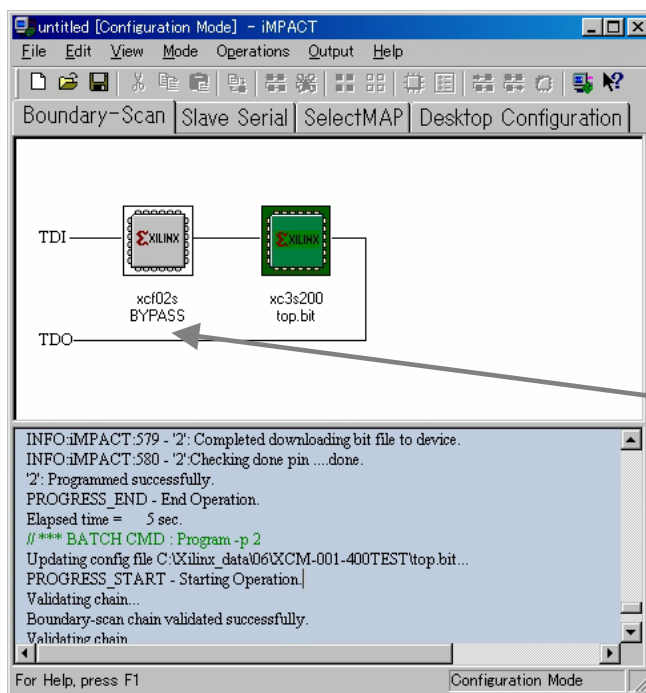 untitled [Configuration Mode] - iMPACT
File Edit View Mode Operations Output Help
Boundary-Scan Slave Serial SelectMAP Desktop Configuration
TDI
XILINX XILINX
xcf02s xc3s200
BYPASS top.bit
TDO
INFO:iMPACT:579 - '2': Completed downloading bit file to device.
INFO:iMPACT:580 - '2':Checking done pin ....done.
'2': Programmed successfully.
PROGRESS_END - End Operation.
Elapsed time = 5 sec.
// *** BATCH CMD : Program -p 2
Updating config file C:\Xilinx_data\06\XCM-001-400TEST\top.bit...
PROGRESS_START - Starting Operation.
Validating chain...
Boundary-scan chain validated successfully.
Validating chain
For Help, press F1
Configuration Mode